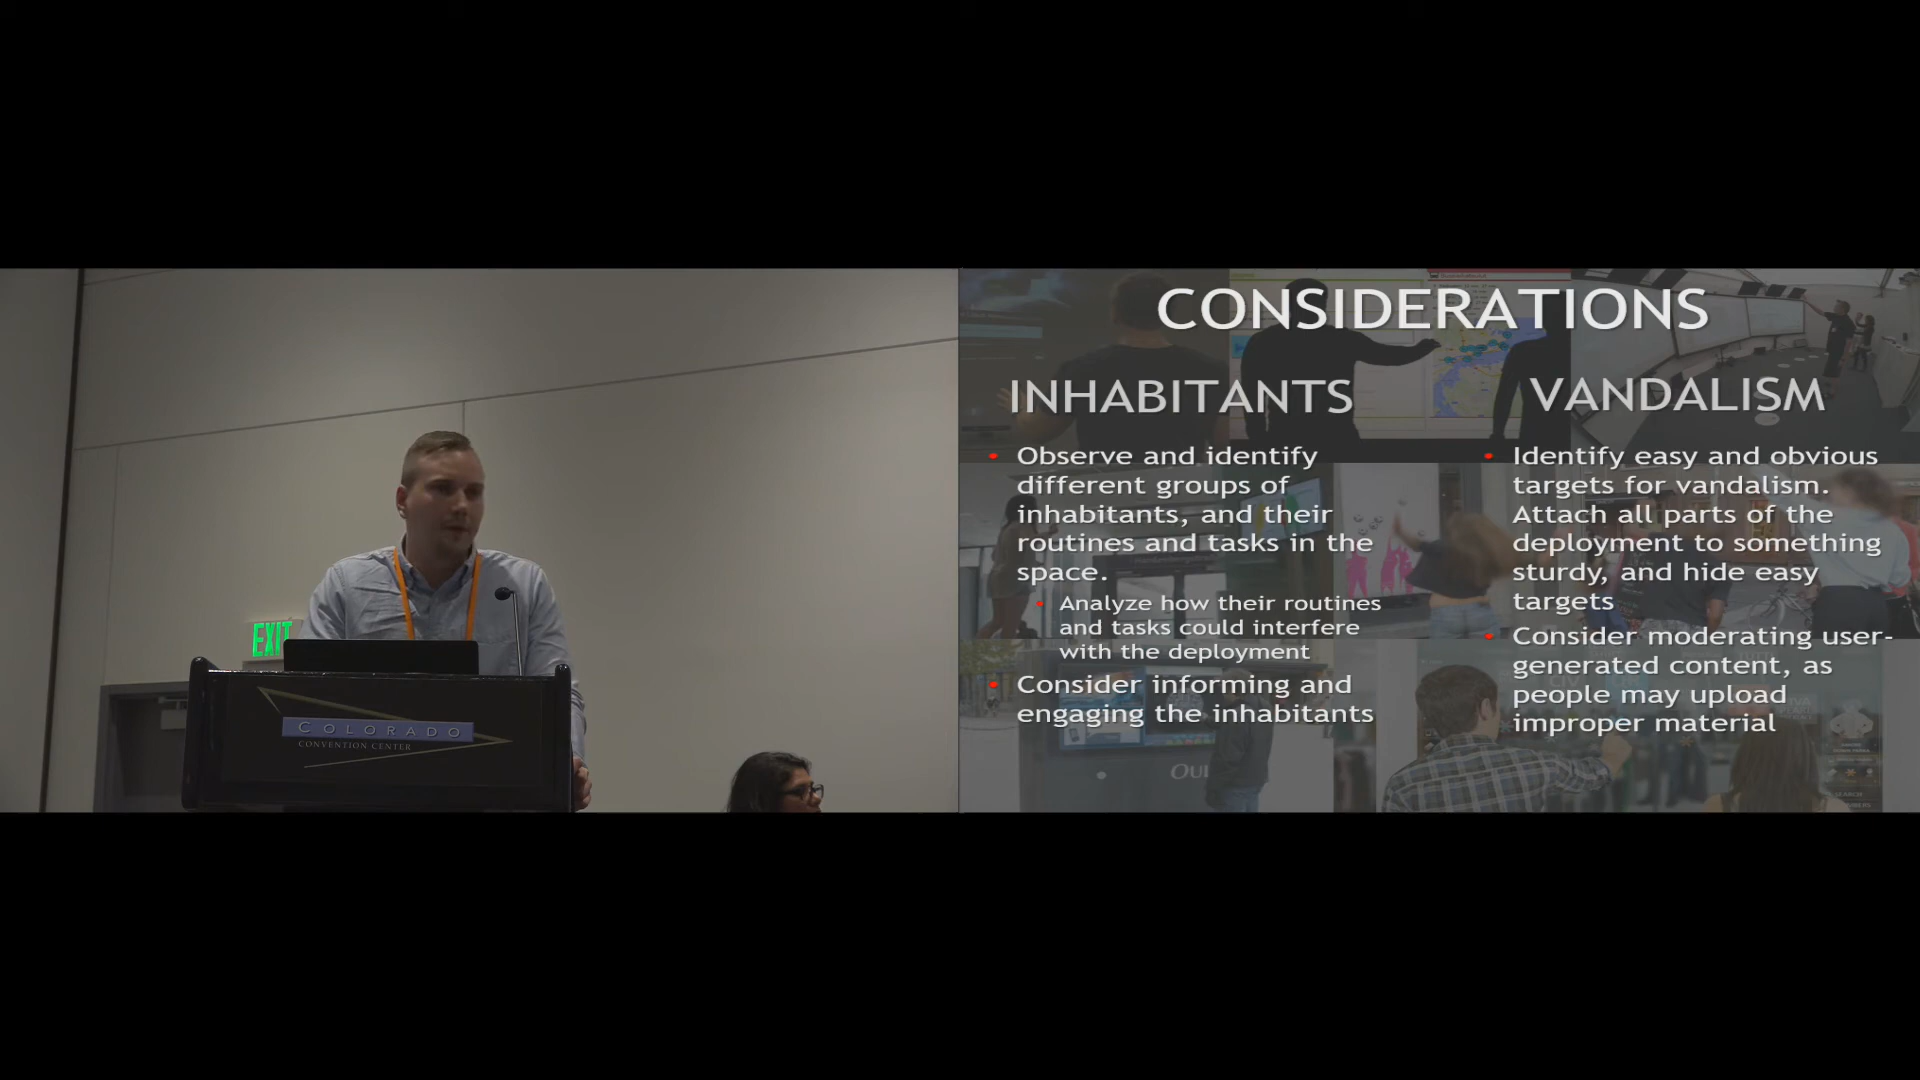 EXIT
COLORADO
CONVENTION CENTER
CONSIDERATIONS
INHABITANTS
• Observe and identify
different groups of
inhabitants, and their
routines and tasks in the
space.
• Analyze how their routines
and tasks could interfere
with the deployment
• Consider informing and
engaging the inhabitants
VANDALISM
• Identify easy and obvious
targets for vandalism.
Attach all parts of the
deployment to something
sturdy, and hide easy
targets
• Consider moderating user-
generated content, as
people may upload
improper material